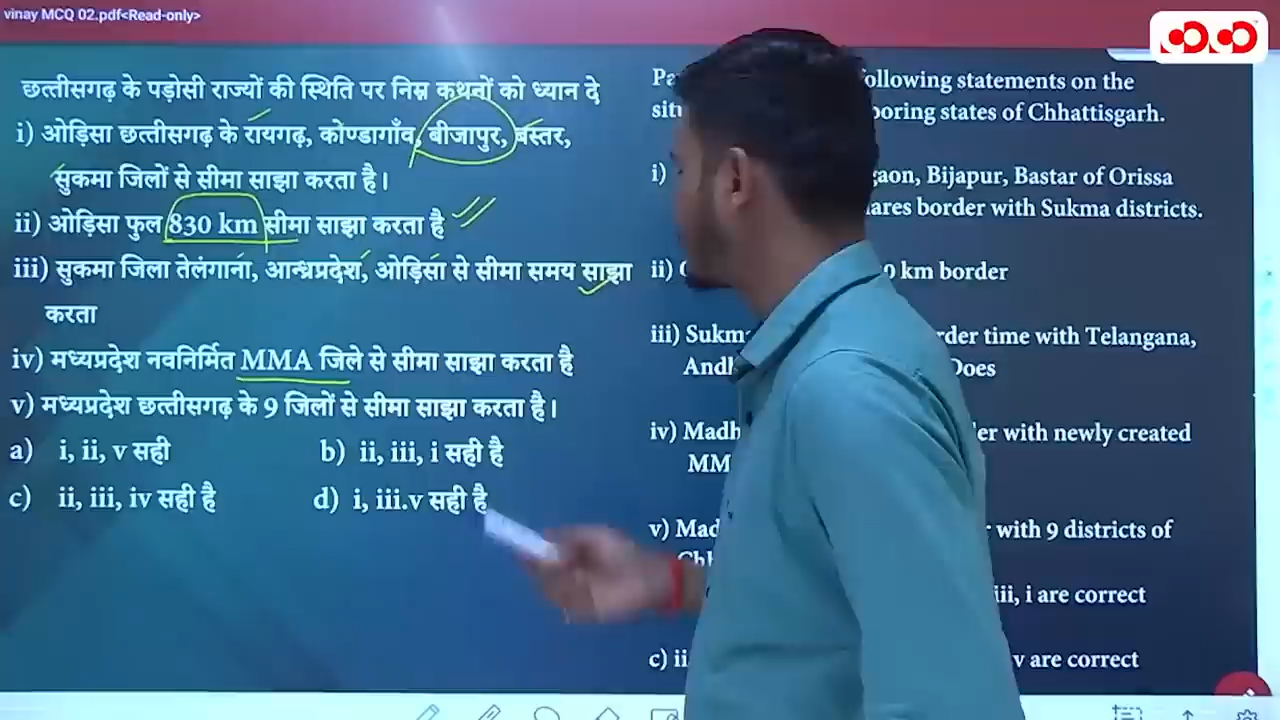 vinay MCQ 02.pdf<Read-only>
छत्तीसगढ़ के पड़ोसी राज्यों की स्थिति पर निम्न कथनों को ध्यान दे
i) ओड़िसा छत्तीसगढ़ के रायगढ़, कोण्डागाँव, बीजापुर, बस्तर,
सुकमा जिलों से सीमा साझा करता है।
ii) ओड़िसा फुल 830 km सीमा साझा करता है
iii) सुकमा जिला तेलंगाना, आन्ध्रप्रदेश, ओड़िसा से सीमा समय साझा
करता
iv) मध्यप्रदेश नवनिर्मित MMA जिले से सीमा साझा करता है
v) मध्यप्रदेश छत्तीसगढ़ के 9 जिलों से सीमा साझा करता है।
a) i, ii, v सही
b) ii, iii, i सही है
c) ii, iii, iv सही है
d) i, iii.v सही है
following statements on the
boring states of Chhattisgarh.
i) gaon, Bijapur, Bastar of Orissa
ares border with Sukma districts.
ii) 0 km border
iii) Sukm rder time with Telangana,
Andh Does
iv) Madh er with newly created
MM
v) Mad with 9 districts of
iii, i are correct
c) ii v are correct